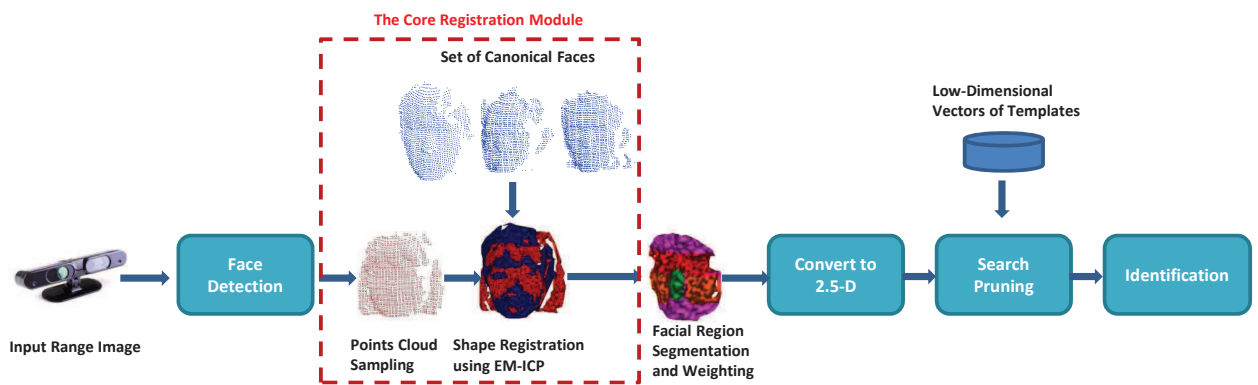 The Core Registration Module
Set of Canonical Faces
Low-Dimensional
Vectors of Templates
Face
Detection
Convert to
2.5-D
Search
Pruning
Identification
Input Range Image
Points Cloud
Sampling
Shape Registration
using EM-ICP
Facial Region
Segmentation
and Weighting